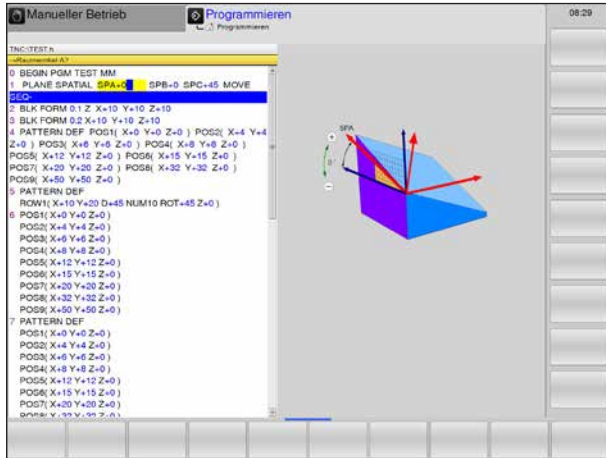 Manueller Betrieb
Programmieren
Programmieren
08:29
TNC:\TEST.h
→Raumwinkel A?
0 BEGIN PGM TEST MM
1 PLANE SPATIAL SPA+0 SPB+0 SPC+45 MOVE
SEQ-
2 BLK FORM 0.1 Z X+10 Y+10 Z+10
3 BLK FORM 0.2 X+10 Y+10 Z+10
4 PATTERN DEF POS1( X+0 Y+0 Z+0 ) POS2( X+4 Y+4
Z+0 ) POS3( X+6 Y+6 Z+0 ) POS4( X+8 Y+8 Z+0 )
POS5( X+12 Y+12 Z+0 ) POS6( X+15 Y+15 Z+0 )
POS7( X+20 Y+20 Z+0 ) POS8( X+32 Y+32 Z+0 )
POS9( X+50 Y+50 Z+0 )
5 PATTERN DEF
ROW1( X+10 Y+20 D+45 NUM10 ROT+45 Z+0 )
6 POS1( X+0 Y+0 Z+0 )
POS2( X+4 Y+4 Z+0 )
POS3( X+6 Y+6 Z+0 )
POS4( X+8 Y+8 Z+0 )
POS5( X+12 Y+12 Z+0 )
POS6( X+15 Y+15 Z+0 )
POS7( X+20 Y+20 Z+0 )
POS8( X+32 Y+32 Z+0 )
POS9( X+50 Y+50 Z+0 )
7 PATTERN DEF
POS1( X+0 Y+0 Z+0 )
POS2( X+4 Y+4 Z+0 )
POS3( X+6 Y+6 Z+0 )
POS4( X+8 Y+8 Z+0 )
POS5( X+12 Y+12 Z+0 )
POS6( X+15 Y+15 Z+0 )
POS7( X+20 Y+20 Z+0 )
POS8( X+32 Y+32 Z+0 )
SPA
+
0°
−